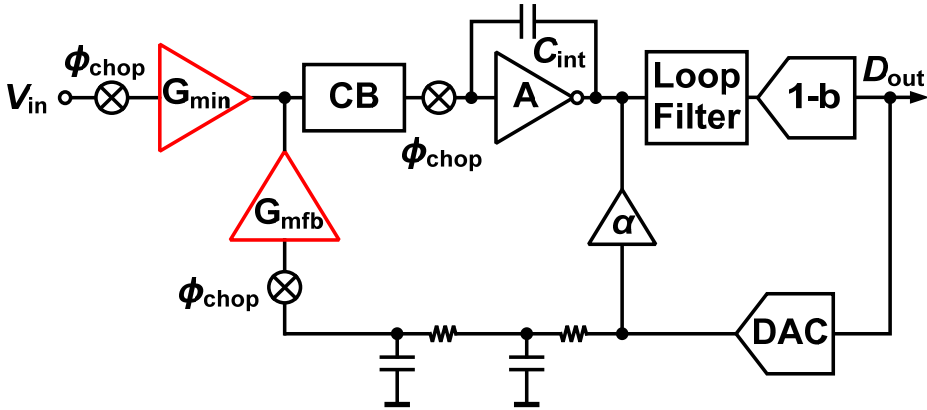 ϕchop
Vin
Gmin
CB
ϕchop
Cint
A
Loop
Filter
1-b
Dout
Gmfb
α
ϕchop
DAC